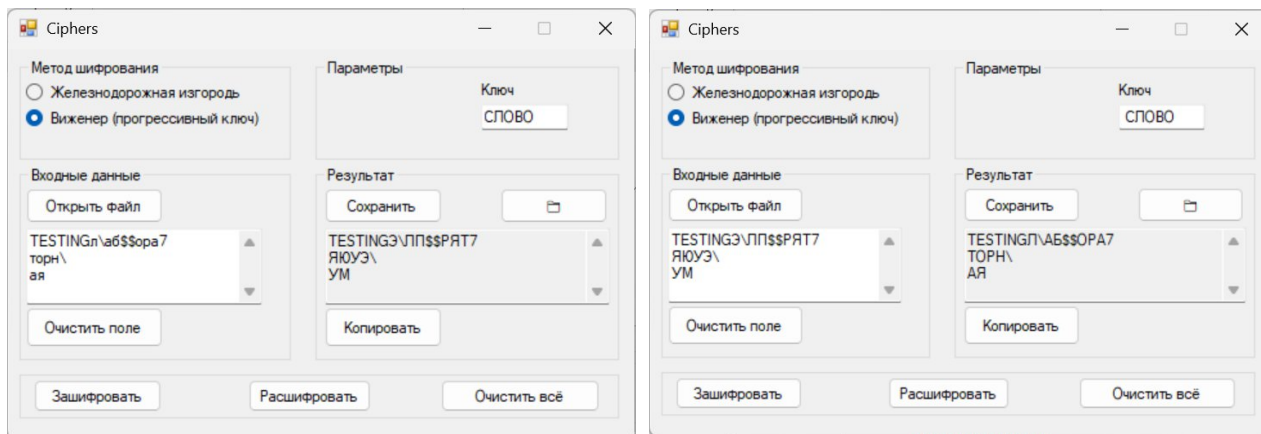 Ciphers
Метод шифрования
Железнодорожная изгородь
Виженер (прогрессивный ключ)
Параметры
Ключ
СЛОВО
Входные данные
Открыть файл
TESTINGл\аб$$ора7
торн\
ая
Очистить поле
Результат
Сохранить
TESTINGЭ\ЛП$$РЯТ7
ЯЮУЭ\
УМ
Копировать
Зашифровать
Расшифровать
Очистить всё
Ciphers
Метод шифрования
Железнодорожная изгородь
Виженер (прогрессивный ключ)
Параметры
Ключ
СЛОВО
Входные данные
Открыть файл
TESTINGЭ\ЛП$$РЯТ7
ЯЮУЭ\
УМ
Очистить поле
Результат
Сохранить
TESTINGЛ\АБ$$ОРА7
ТОРН\
АЯ
Копировать
Зашифровать
Расшифровать
Очистить всё